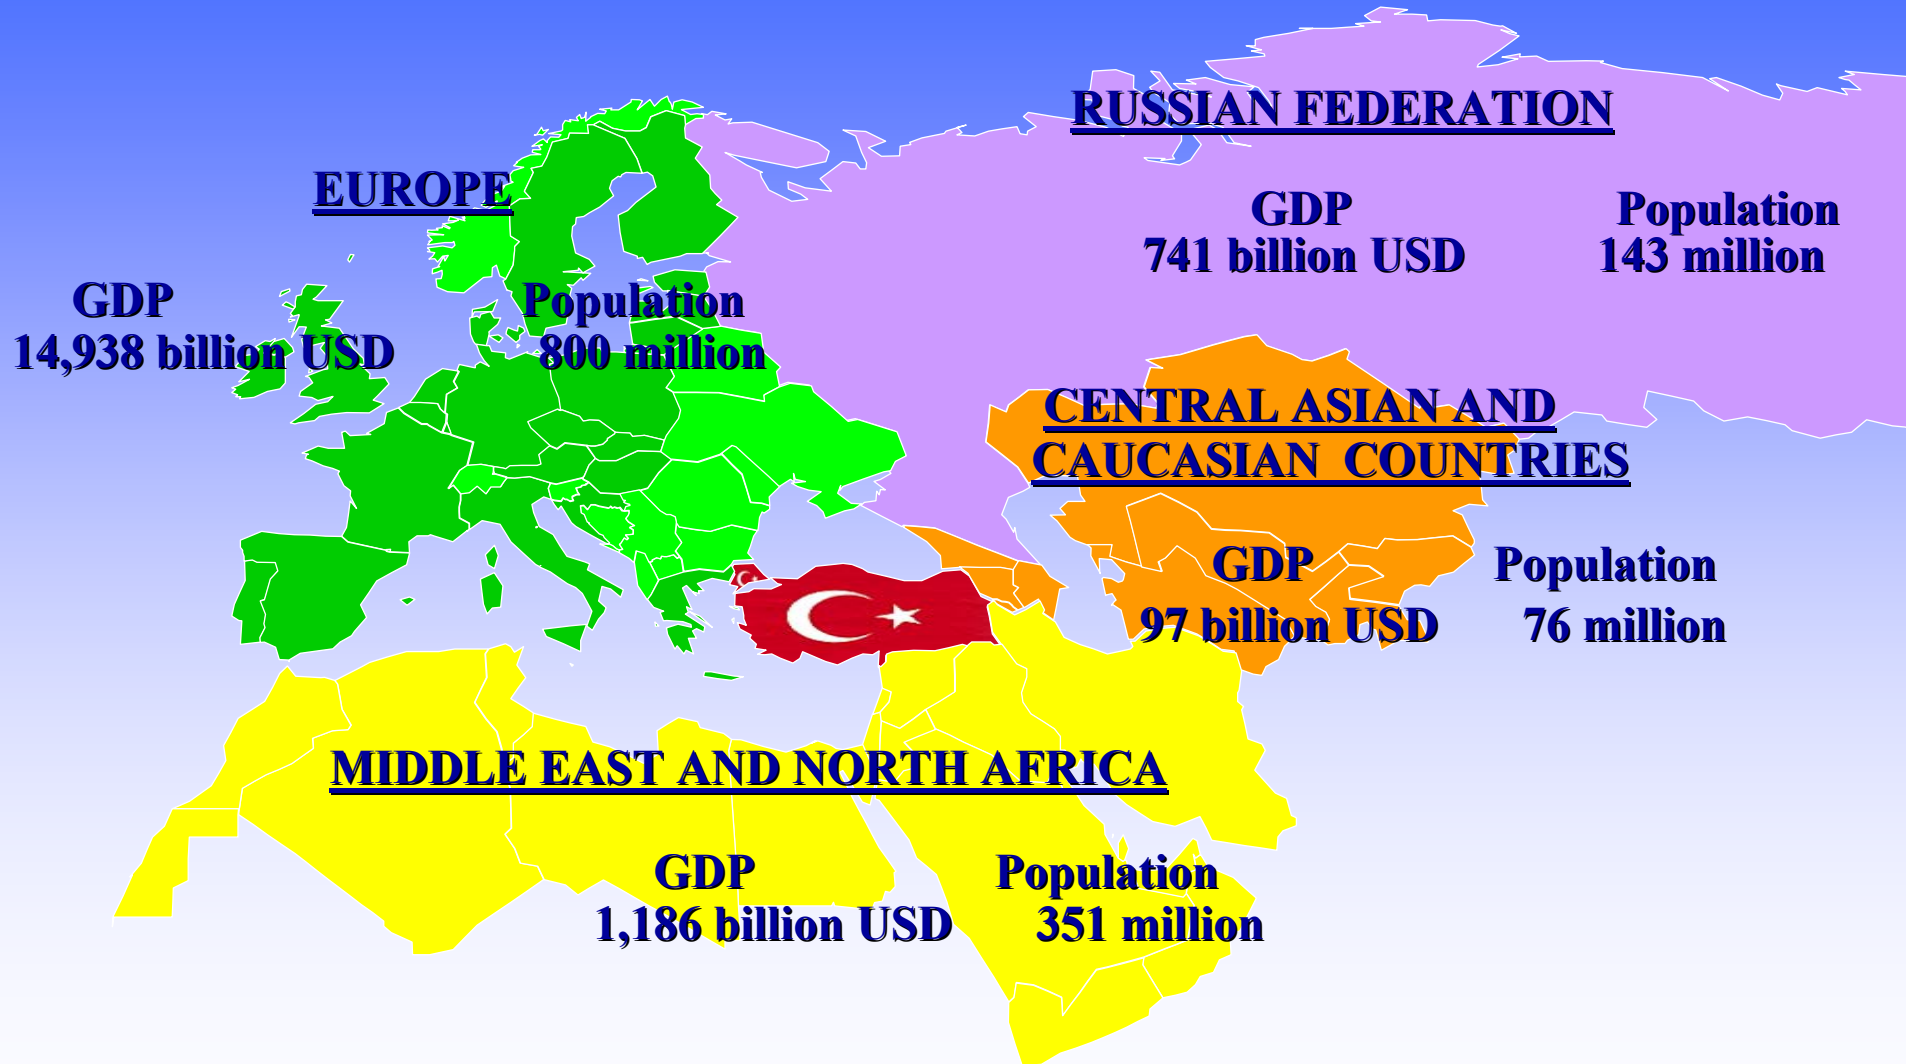 RUSSIAN FEDERATION
GDP Population
741 billion USD 143 million
EUROPE
GDP Population
14,938 billion USD 800 million
CENTRAL ASIAN AND
CAUCASIAN COUNTRIES
GDP Population
97 billion USD 76 million
MIDDLE EAST AND NORTH AFRICA
GDP Population
1,186 billion USD 351 million